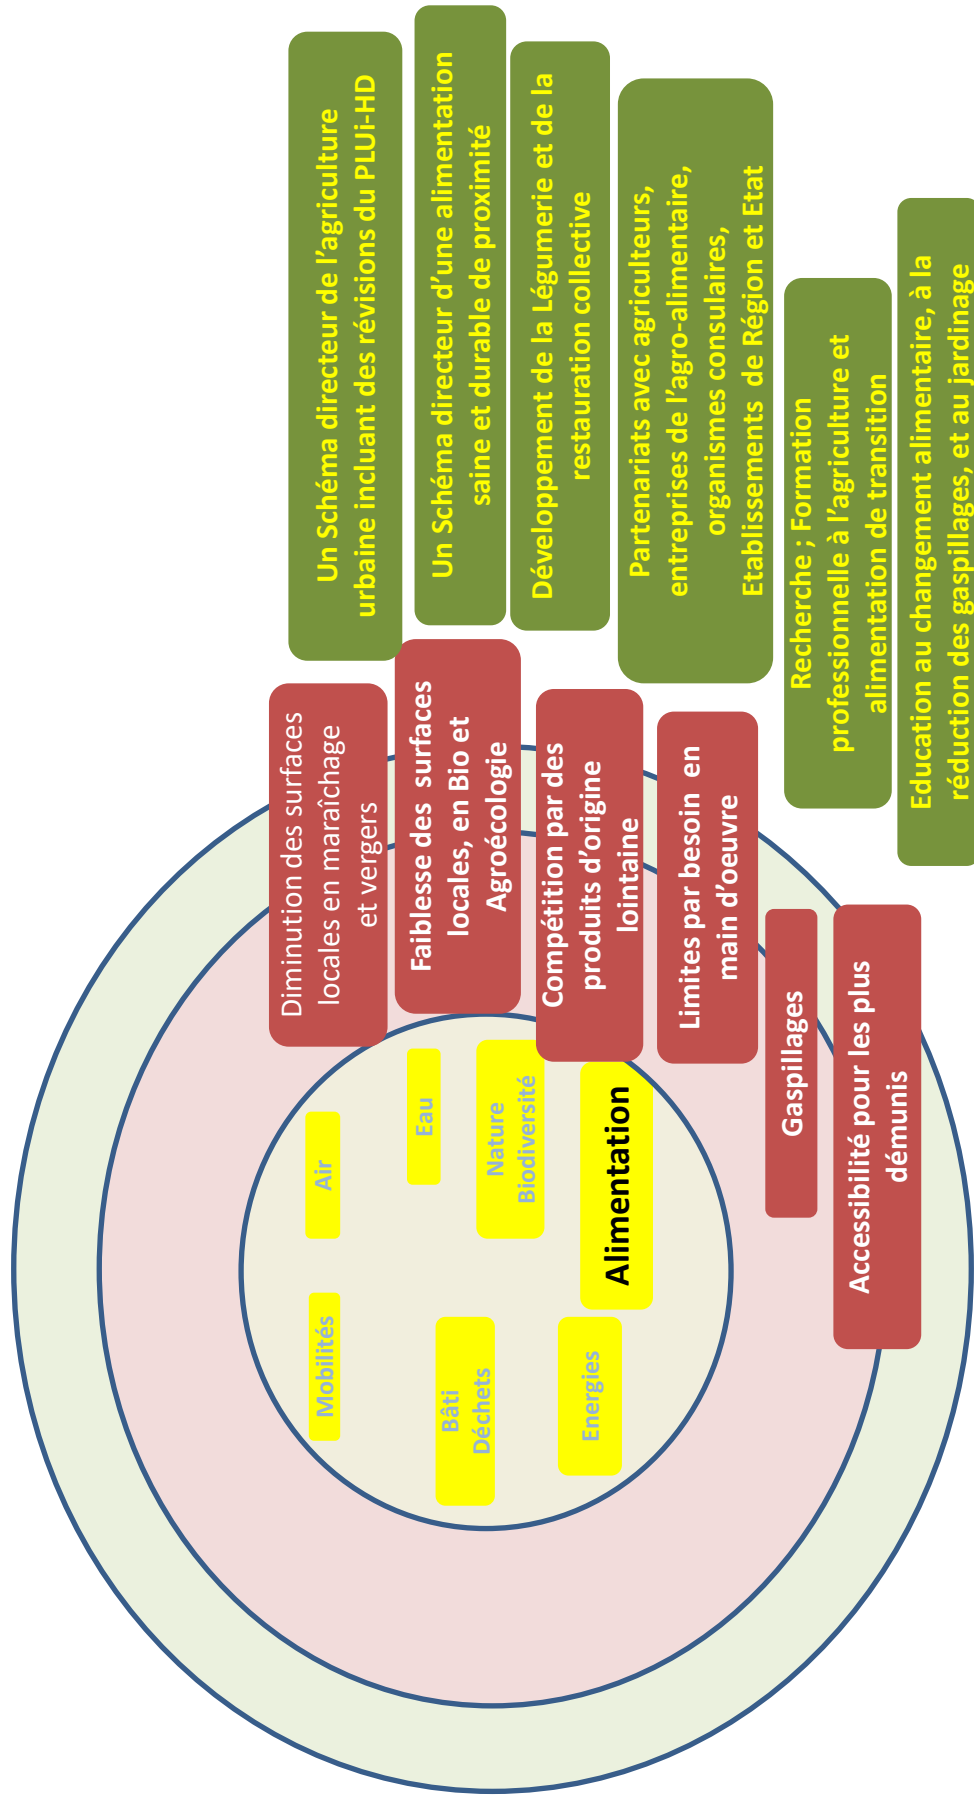 Mobilités
Air
Eau
Bâti
Déchets
Nature
Biodiversité
Energies
Alimentation
Diminution des surfaces
locales en maraîchage
et vergers
Faiblesse des surfaces
locales, en Bio et
Agroécologie
Compétition par des
produits d’origine
lointaine
Limites par besoin en
main d’oeuvre
Gaspillages
Accessibilité pour les plus
démunis
Un Schéma directeur de l’agriculture
urbaine incluant des révisions du PLUi-HD
Un Schéma directeur d’une alimentation
saine et durable de proximité
Développement de la Légumerie et de la
restauration collective
Partenariats avec agriculteurs,
entreprises de l’agro-alimentaire,
organismes consulaires,
Etablissements de Région et Etat
Recherche ; Formation
professionnelle à l’agriculture et
alimentation de transition
Education au changement alimentaire, à la
réduction des gaspillages, et au jardinage